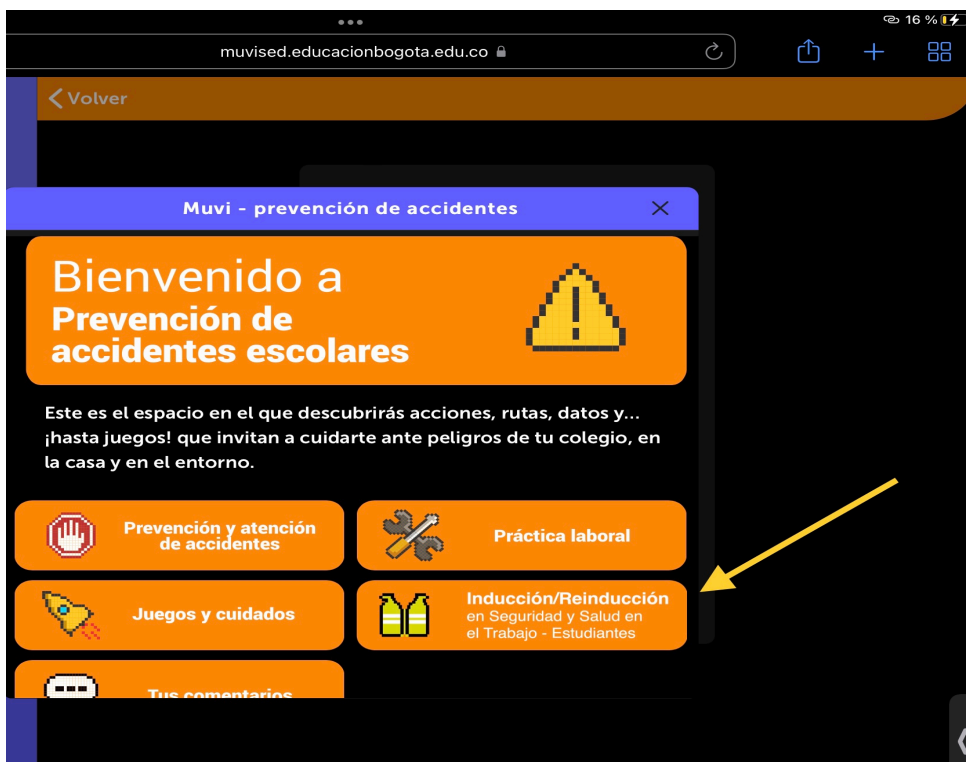 16 %
muvised.educacionbogota.edu.co
Volver
Muvi - prevención de accidentes
Bienvenido a
Prevención de
accidentes escolares
Este es el espacio en el que descubrirás acciones, rutas, datos y...
¡hasta juegos! que invitan a cuidarte ante peligros de tu colegio, en
la casa y en el entorno.
Prevención y atención
de accidentes
Práctica laboral
Juegos y cuidados
Inducción/Reinducción
en Seguridad y Salud en
el Trabajo - Estudiantes
Tus comentarios